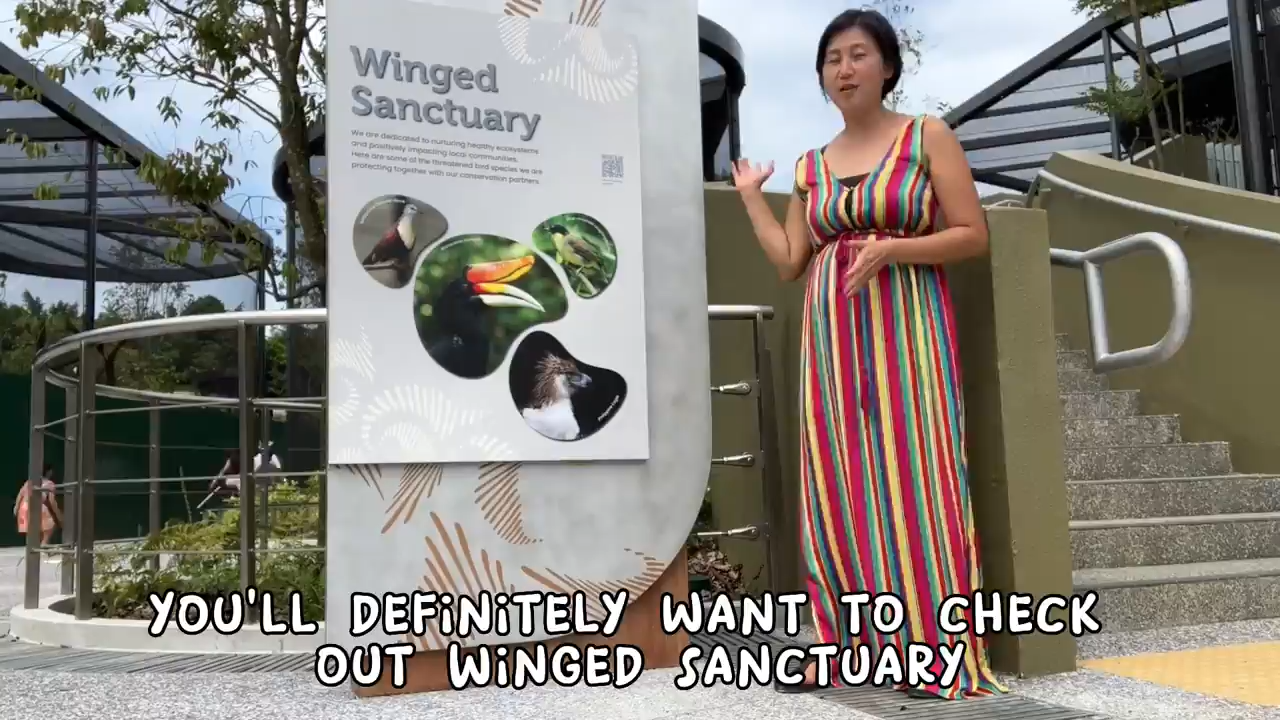 Winged
Sanctuary
We are dedicated to nurturing healthy ecosystems
and positively impacting local communities.
Here are some of the threatened bird species we are
protecting together with our conservation partners.
Philippine Eagle
YOU'LL DEFINITELY WANT TO CHECK
OUT WINGED SANCTUARY